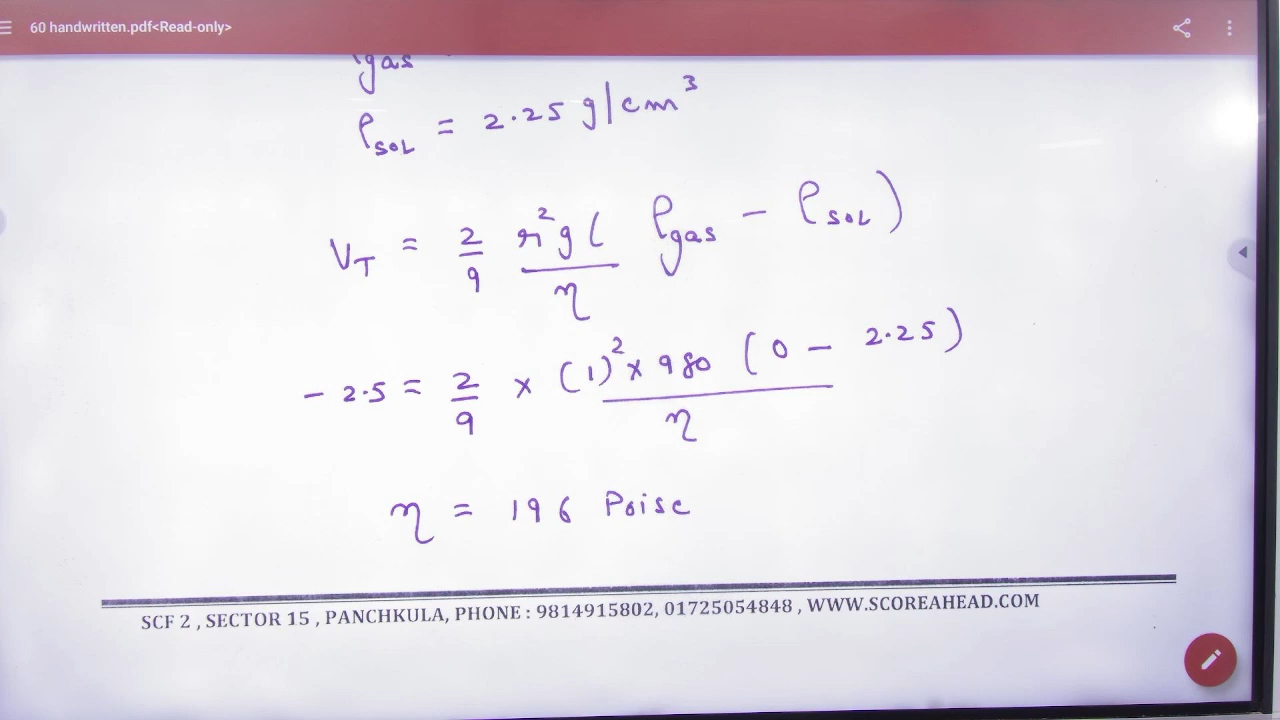 60 handwritten.pdf<Read-only>
ρgas
ρSOL = 2.25 g/cm³
VT = 2/9 r²g( ρgas - ρSOL) / η
- 2.5 = 2/9 × (1)² × 980 (0 - 2.25) / η
η = 196 Poise
SCF 2 , SECTOR 15 , PANCHKULA, PHONE : 9814915802, 01725054848 , WWW.SCOREAHEAD.COM